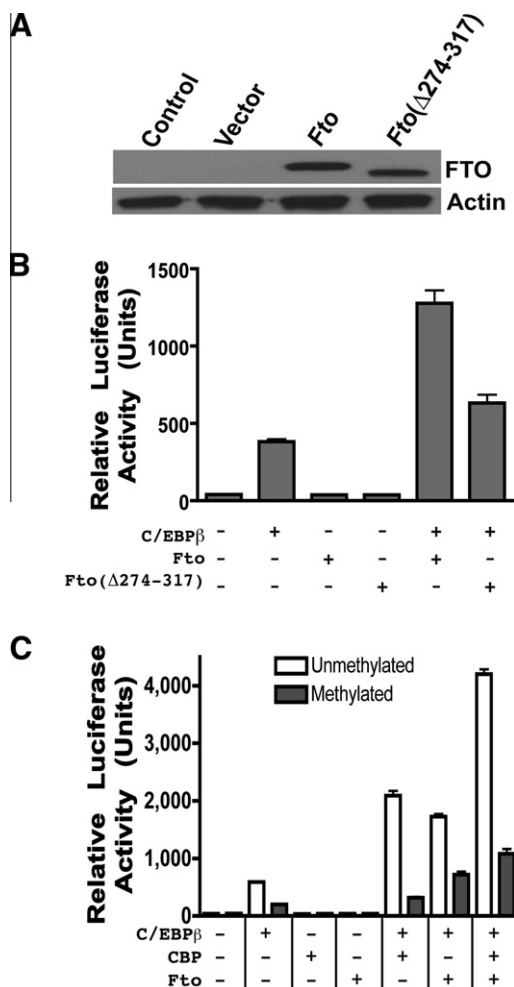 A
Control Vector Fto Fto(Δ274-317)
FTO
Actin
B
Relative Luciferase
Activity (Units)
1500
1000
500
0
C/EBPβ - + - - + +
Fto - - + - + -
Fto(Δ274-317) - - - + - +
C
Relative Luciferase
Activity (Units)
Unmethylated
Methylated
4,000
3,000
2,000
1,000
0
C/EBPβ - + - - + + +
CBP - - + - + - +
Fto - - - + - + +